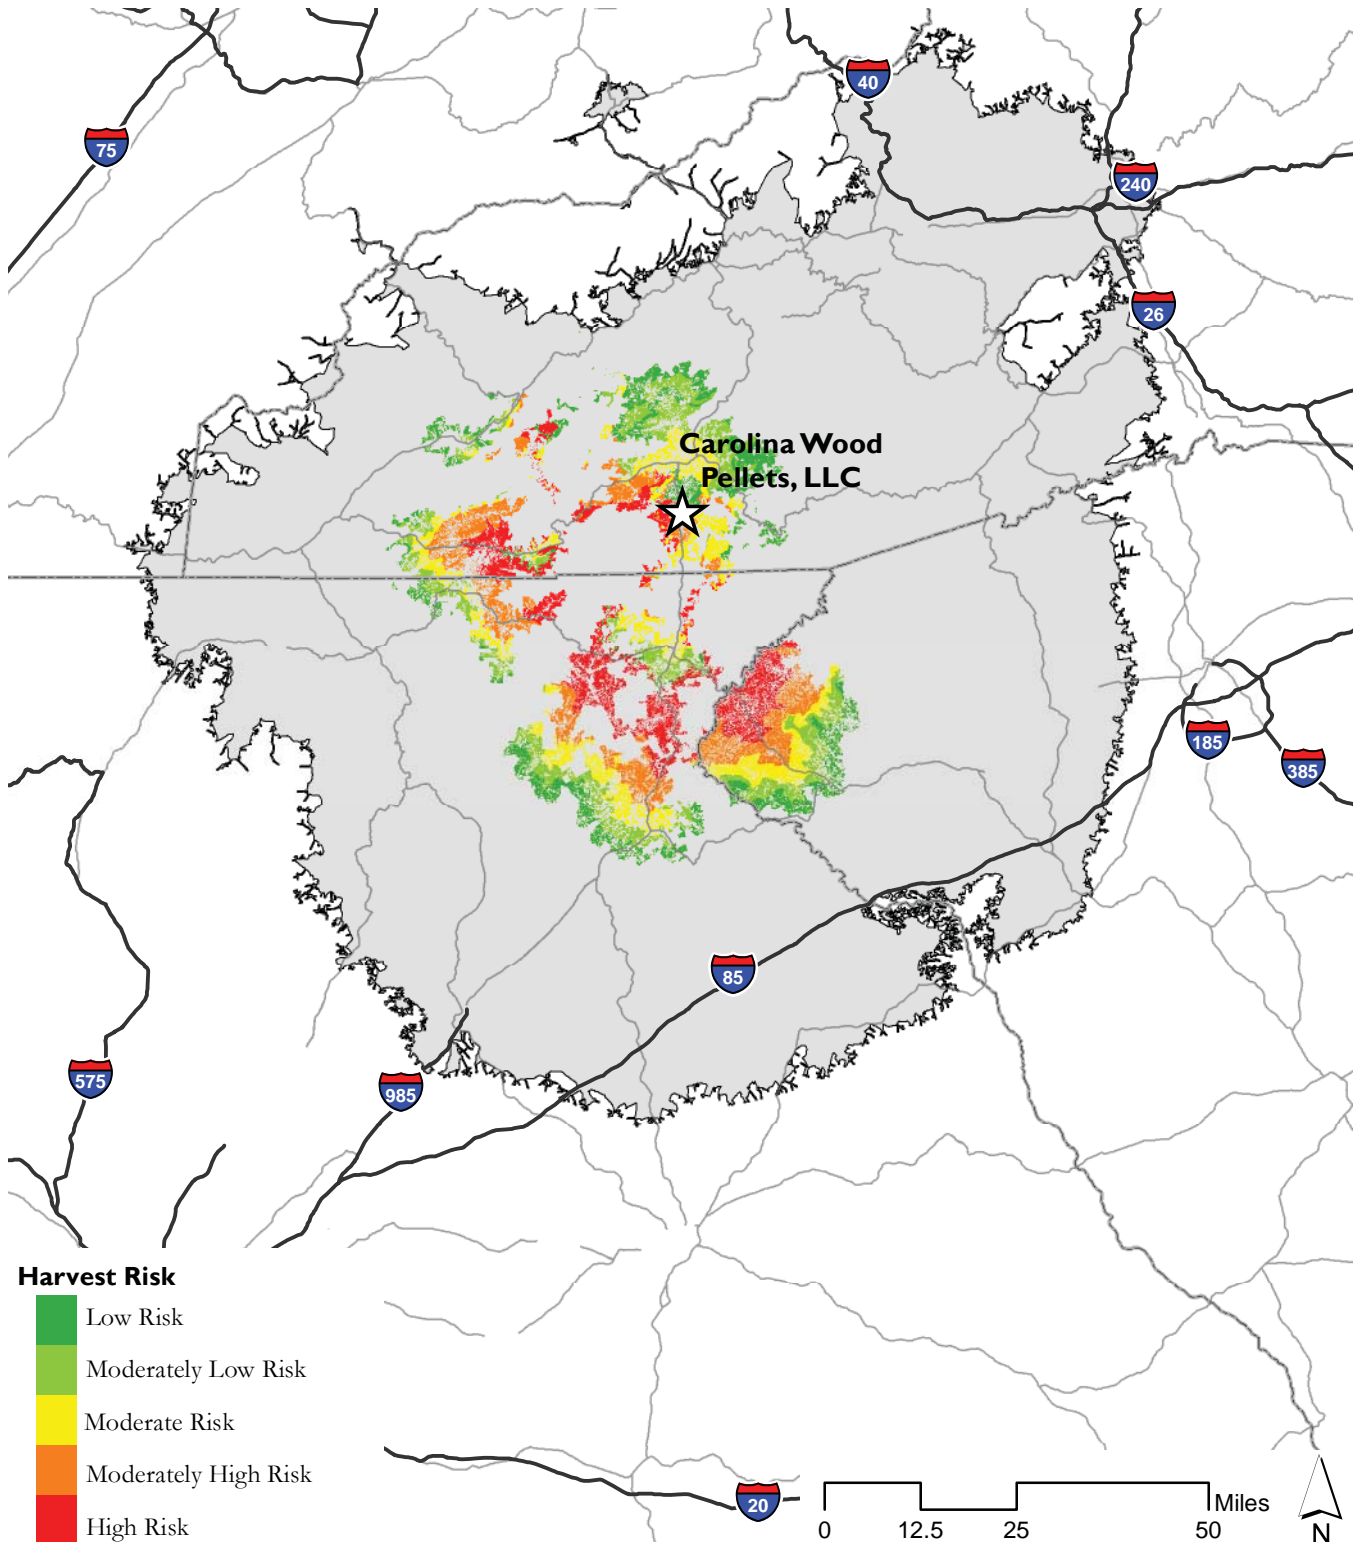 40
75
240
26
Carolina Wood
Pellets, LLC
185
385
85
575
985
Harvest Risk
Low Risk
Moderately Low Risk
Moderate Risk
Moderately High Risk
High Risk
20
Miles
0 12.5 25 50
N